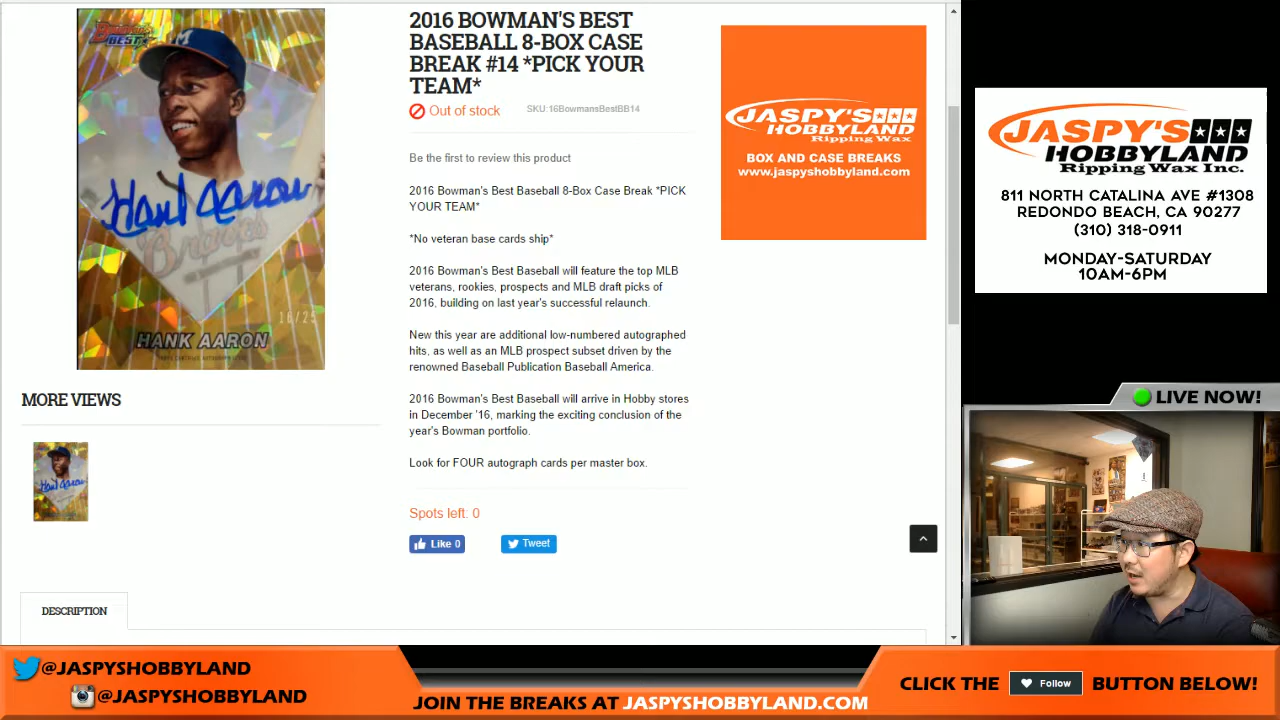 BOWMAN'S BEST
M
Hank Aaron
Braves
16/25
HANK AARON
MORE VIEWS
2016 BOWMAN'S BEST
BASEBALL 8-BOX CASE
BREAK #14 *PICK YOUR
TEAM*
Out of stock
SKU:16BowmansBestBB14
Be the first to review this product
2016 Bowman's Best Baseball 8-Box Case Break *PICK
YOUR TEAM*
*No veteran base cards ship*
2016 Bowman's Best Baseball will feature the top MLB
veterans, rookies, prospects and MLB draft picks of
2016, building on last year's successful relaunch.
New this year are additional low-numbered autographed
hits, as well as an MLB prospect subset driven by the
renowned Baseball Publication Baseball America.
2016 Bowman's Best Baseball will arrive in Hobby stores
in December '16, marking the exciting conclusion of the
year's Bowman portfolio.
Look for FOUR autograph cards per master box.
Spots left: 0
Like 0
Tweet
DESCRIPTION
JASPY'S
HOBBYLAND
Ripping Wax
BOX AND CASE BREAKS
www.jaspyshobbyland.com
JASPY'S
HOBBYLAND
Ripping Wax Inc.
811 NORTH CATALINA AVE #1308
REDONDO BEACH, CA 90277
(310) 318-0911
MONDAY-SATURDAY
10AM-6PM
LIVE NOW!
@JASPYSHOBBYLAND
@JASPYSHOBBYLAND
JOIN THE BREAKS AT JASPYSHOBBYLAND.COM
CLICK THE Follow BUTTON BELOW!